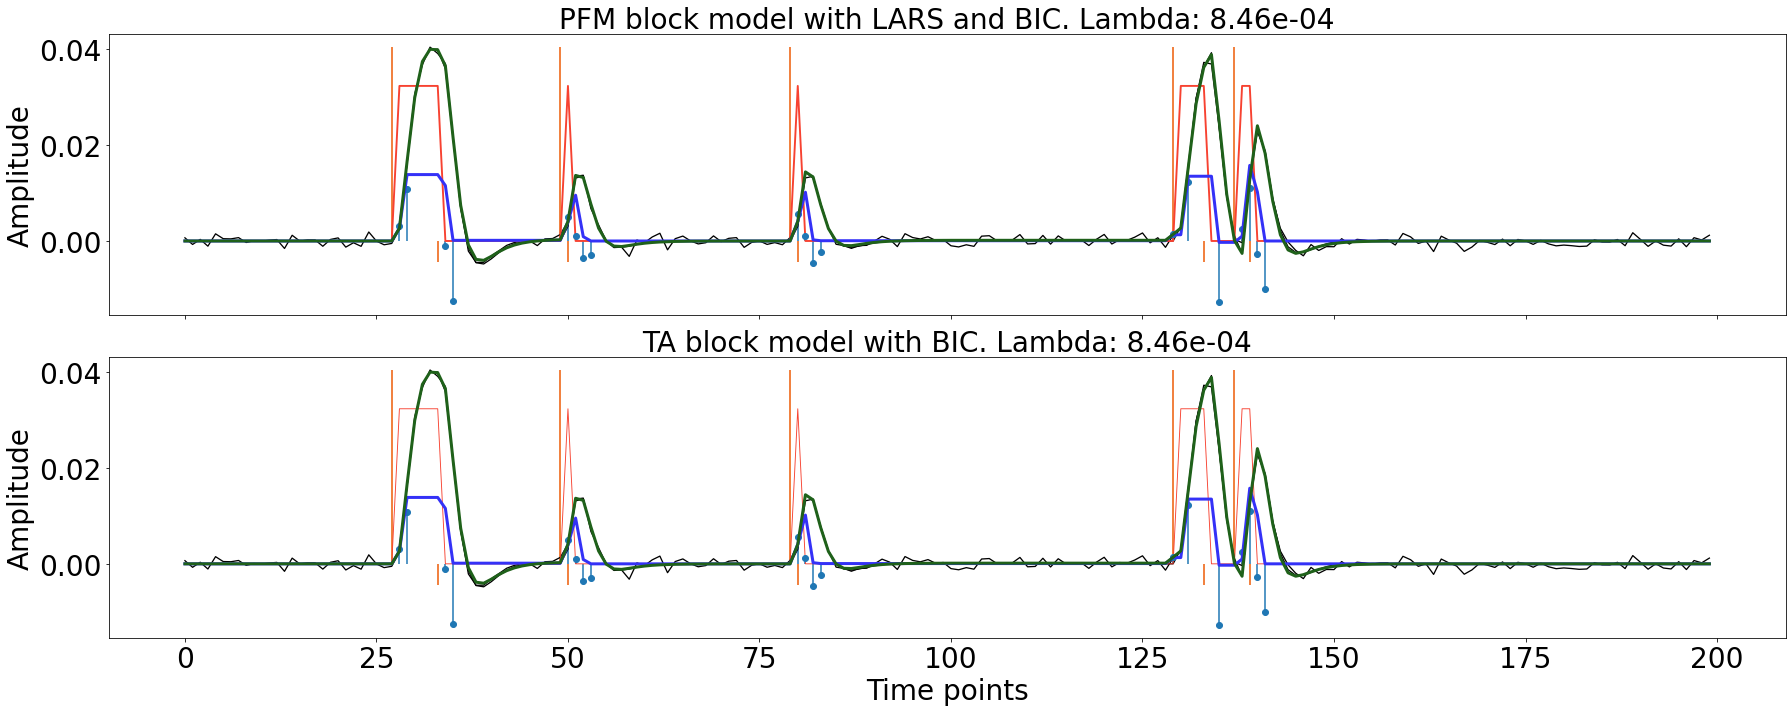 PFM block model with LARS and BIC. Lambda: 8.46e-04
0.04
0.02
0.00
Amplitude
TA block model with BIC. Lambda: 8.46e-04
0.04
0.02
0.00
Amplitude
0 25 50 75 100 125 150 175 200
Time points